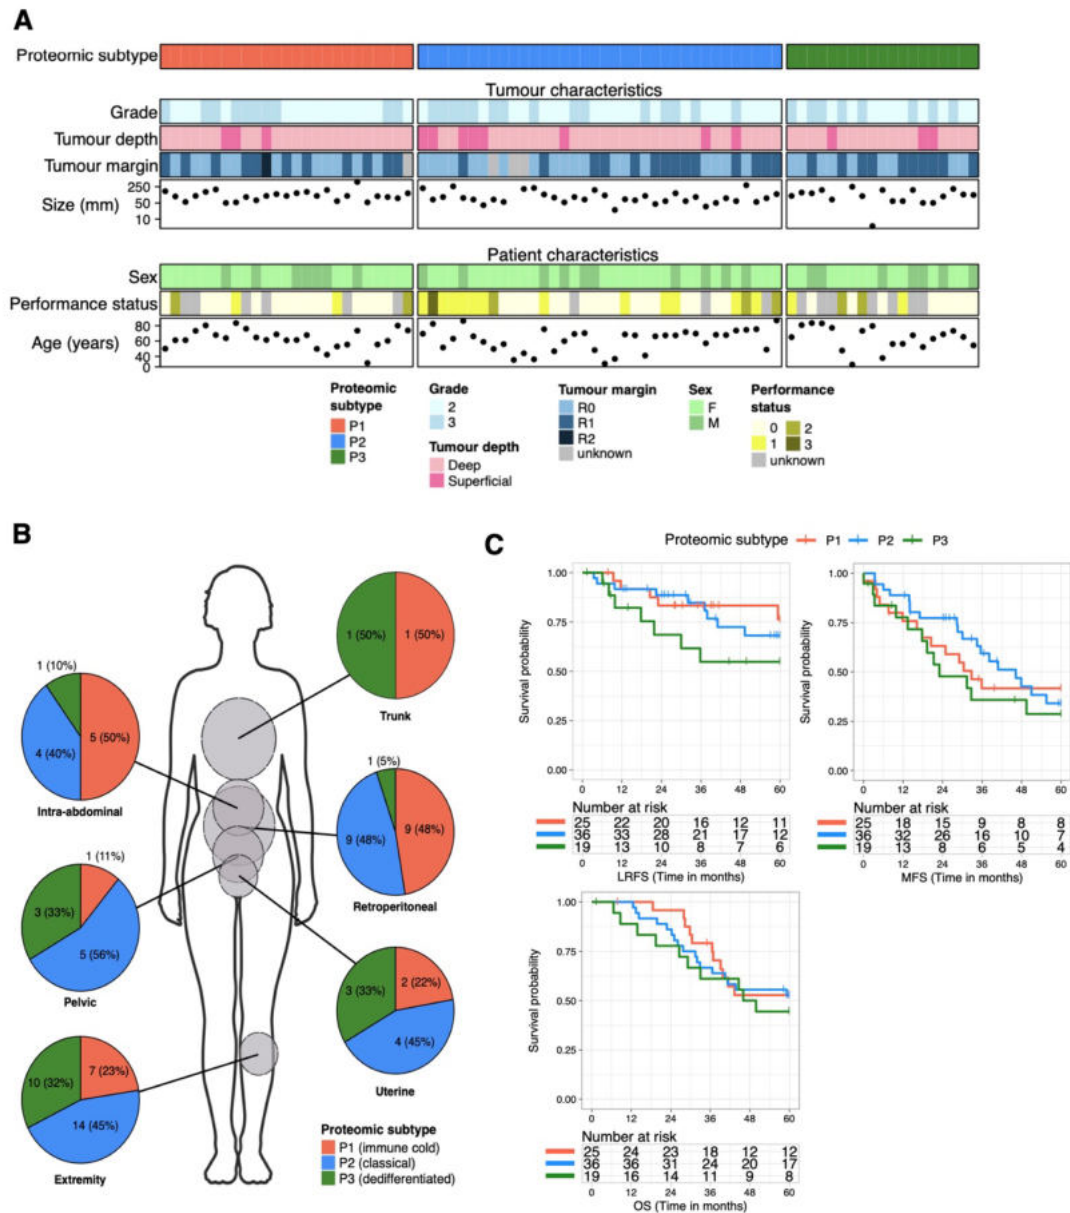 A
Proteomic subtype
Tumour characteristics
Grade
Tumour depth
Tumour margin
Size (mm)
250
50
10
Patient characteristics
Sex
Performance status
Age (years)
80
60
40
0
Proteomic subtype
P1
P2
P3
Grade
2
3
Tumour depth
Deep
Superficial
Tumour margin
R0
R1
R2
unknown
Sex
F
M
Performance status
0
1
2
3
unknown
B
1 (50%)
1 (50%)
Trunk
1 (10%)
5 (50%)
4 (40%)
Intra-abdominal
1 (5%)
9 (48%)
9 (48%)
Retroperitoneal
1 (11%)
3 (33%)
5 (56%)
Pelvic
2 (22%)
3 (33%)
4 (45%)
Uterine
10 (32%)
7 (23%)
14 (45%)
Extremity
Proteomic subtype
P1 (immune cold)
P2 (classical)
P3 (dedifferentiated)
C
Proteomic subtype P1 P2 P3
Survival probability
1.00
0.75
0.50
0.25
0.00
0 12 24 36 48 60
Number at risk
25 22 20 16 12 11
36 33 28 21 17 12
19 13 10 8 7 6
0 12 24 36 48 60
LRFS (Time in months)
Survival probability
1.00
0.75
0.50
0.25
0.00
0 12 24 36 48 60
Number at risk
25 18 15 9 8 8
36 32 26 16 10 7
19 13 8 6 5 4
0 12 24 36 48 60
MFS (Time in months)
Survival probability
1.00
0.75
0.50
0.25
0.00
0 12 24 36 48 60
Number at risk
25 24 23 18 12 12
36 36 31 24 20 17
19 16 14 11 9 8
0 12 24 36 48 60
OS (Time in months)